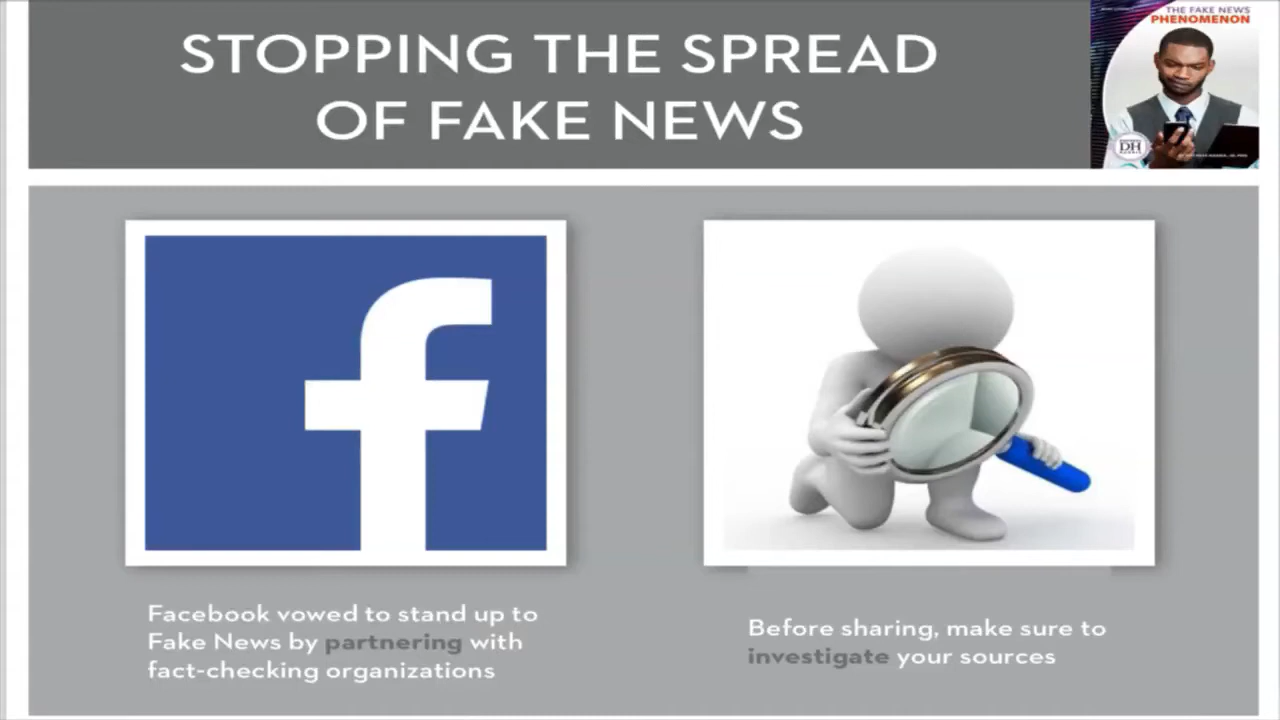 THE FAKE NEWS
PHENOMENON
STOPPING THE SPREAD
OF FAKE NEWS
DH
Facebook vowed to stand up to
Fake News by partnering with
fact-checking organizations
Before sharing, make sure to
investigate your sources